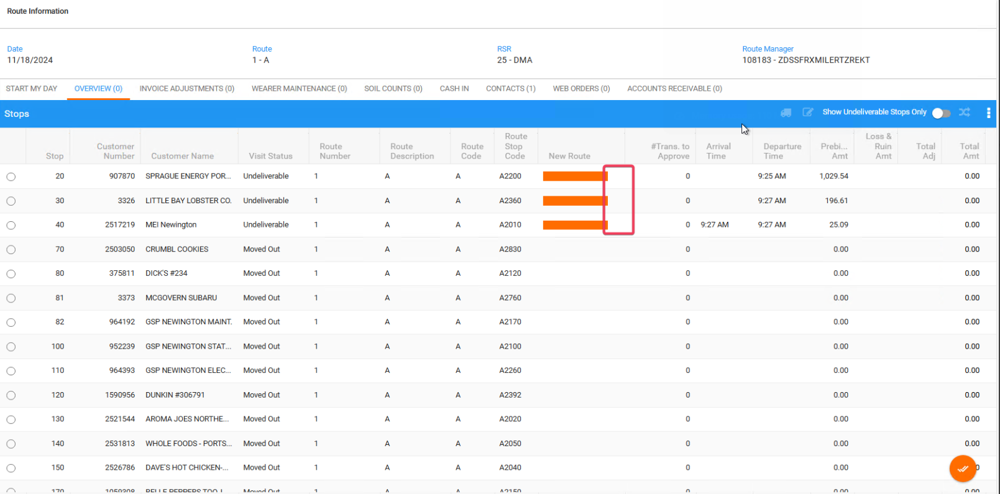 Route Information
Date Route RSR Route Manager
11/18/2024 1 - A 25 - DMA 108183 - ZDSSFRXMILERTZREKT
START MY DAY OVERVIEW (0) INVOICE ADJUSTMENTS (0) WEARER MAINTENANCE (0) SOIL COUNTS (0) CASH IN CONTACTS (1) WEB ORDERS (0) ACCOUNTS RECEIVABLE (0)
Stops Show Undeliverable Stops Only
Stop Customer Number Customer Name Visit Status Route Number Route Description Route Code Route Stop Code New Route #Trans. to Approve Arrival Time Departure Time Prebi... Amt Loss & Ruin Amt Total Adj Total Amt
20 907870 SPRAGUE ENERGY POR... Undeliverable 1 A A A2200 0 9:25 AM 1,029.54 0.00
30 3326 LITTLE BAY LOBSTER CO. Undeliverable 1 A A A2360 0 9:27 AM 196.61 0.00
40 2517219 MEI Newington Undeliverable 1 A A A2010 0 9:27 AM 9:27 AM 25.09 0.00
70 2503050 CRUMBL COOKIES Moved Out 1 A A A2830 0 0.00 0.00
80 375811 DICK'S #234 Moved Out 1 A A A2120 0 0.00 0.00
81 3373 MCGOVERN SUBARU Moved Out 1 A A A2760 0 0.00 0.00
82 964192 GSP NEWINGTON MAINT. Moved Out 1 A A A2170 0 0.00 0.00
100 952239 GSP NEWINGTON STAT... Moved Out 1 A A A2100 0 0.00 0.00
110 964393 GSP NEWINGTON ELEC... Moved Out 1 A A A2260 0 0.00 0.00
120 1590956 DUNKIN #306791 Moved Out 1 A A A2392 0 0.00 0.00
130 2521544 AROMA JOES NORTHE... Moved Out 1 A A A2020 0 0.00 0.00
140 2531813 WHOLE FOODS - PORTS... Moved Out 1 A A A2050 0 0.00 0.00
150 2526786 DAVE'S HOT CHICKEN-... Moved Out 1 A A A2040 0 0.00
170 1059308 Moved Out 1 A A A2150 0 0.00 0.00